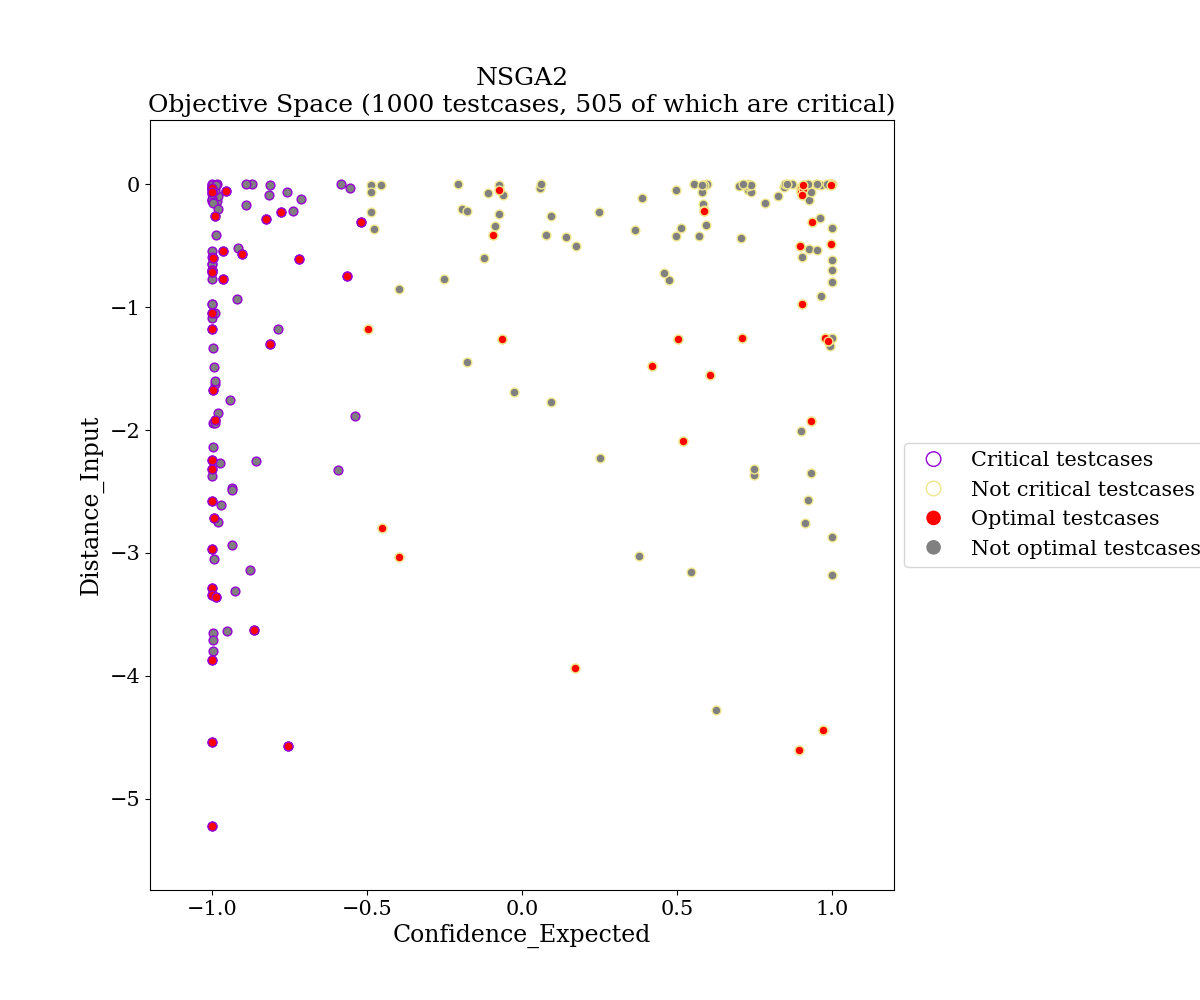 NSGA2
Objective Space (1000 testcases, 505 of which are critical)
0
−1
−2
−3
−4
−5
Distance_Input
−1.0
−0.5
0.0
0.5
1.0
Confidence_Expected
Critical testcases
Not critical testcases
Optimal testcases
Not optimal testcases